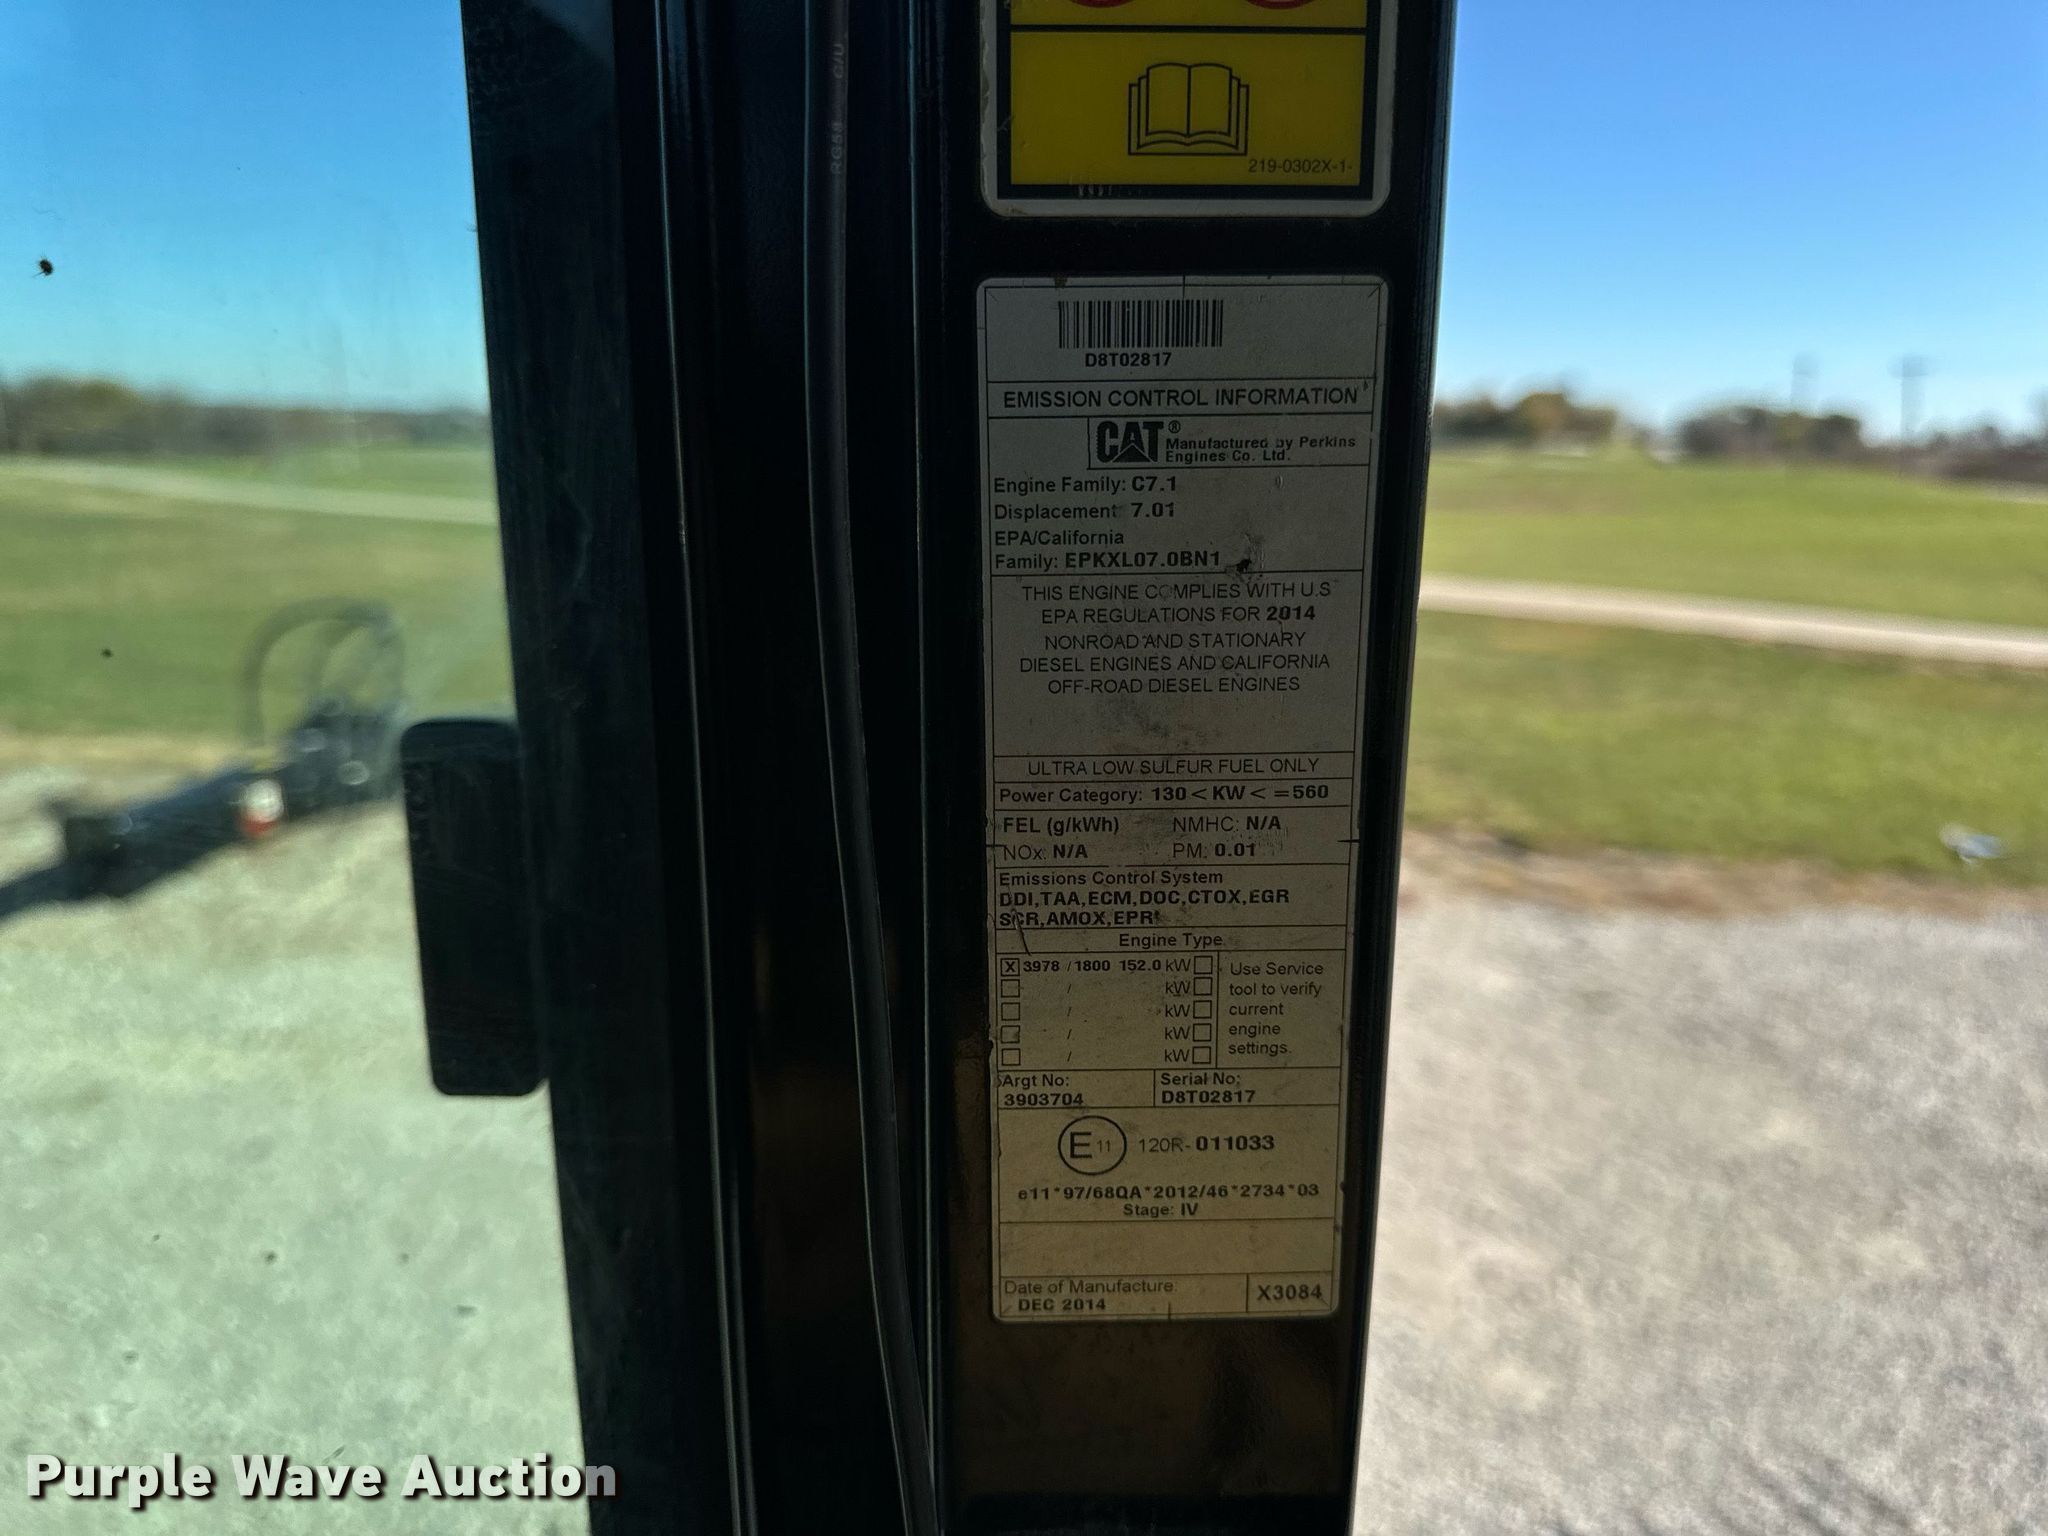 RG58 C/U
219-0302X-1-
D8T02817
EMISSION CONTROL INFORMATION
CAT® Manufactured by Perkins
Engines Co. Ltd.
Engine Family: C7.1
Displacement: 7.01
EPA/California
Family: EPKXL07.0BN1
THIS ENGINE COMPLIES WITH U.S
EPA REGULATIONS FOR 2014
NONROAD AND STATIONARY
DIESEL ENGINES AND CALIFORNIA
OFF-ROAD DIESEL ENGINES
ULTRA LOW SULFUR FUEL ONLY
Power Category: 130 < KW < =560
FEL (g/kWh) NMHC: N/A
NOx: N/A PM: 0.01
Emissions Control System
DDI,TAA,ECM,DOC,CTOX,EGR
SCR,AMOX,EPR
Engine Type
X 3978 / 1800 152.0 kW
/ kW
/ kW
/ kW
/ kW
Use Service
tool to verify
current
engine
settings.
Argt No:
3903704
Serial No:
D8T02817
E 11 120R-011033
e11*97/68QA*2012/46*2734*03
Stage: IV
Date of Manufacture:
DEC 2014
X3084
Purple Wave Auction